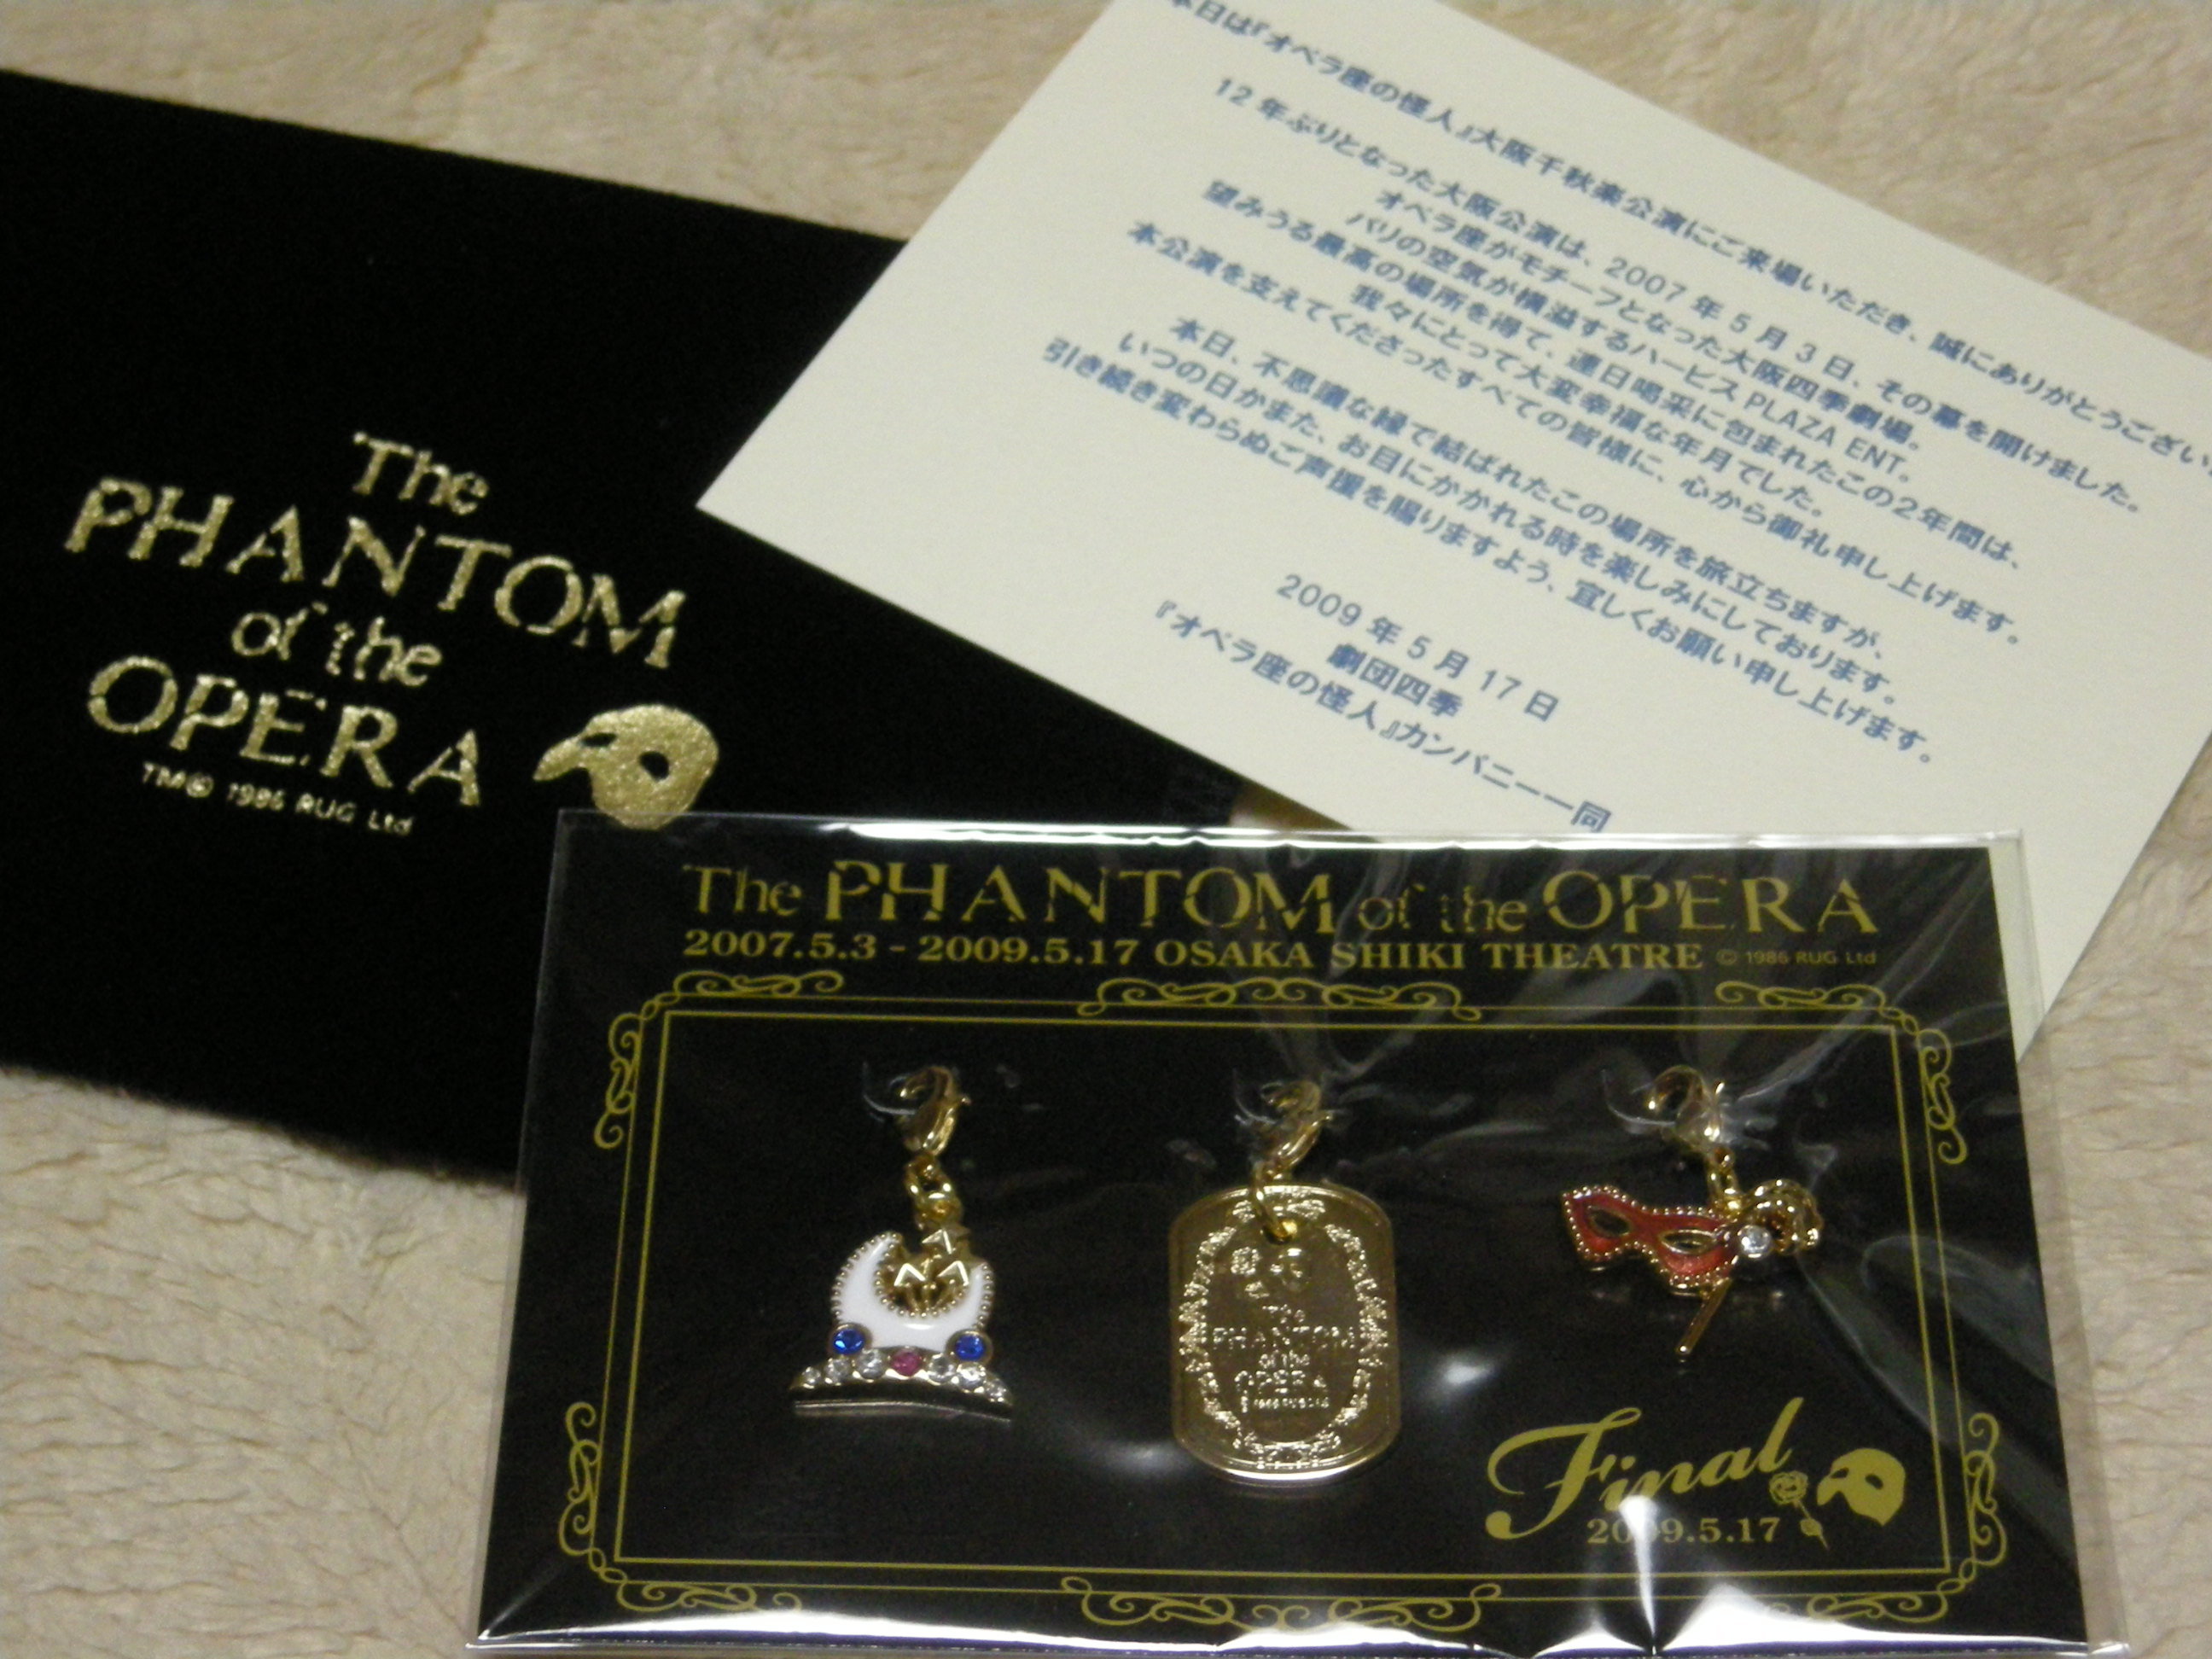 本日は『オペラ座の怪人』大阪千秋楽公演にご来場いただき、誠にありがとうござい
12年ぶりとなった大阪公演は、2007年5月3日、その幕を開けました。
オペラ座がモチーフとなった大阪四季劇場。
パリの空気が横溢するハービスPLAZA ENT。
望みうる最高の場所を得て、連日喝采に包まれたこの2年間は、
我々にとって大変幸福な年月でした。
本公演を支えてくださったすべての皆様に、心から御礼申し上げます。
本日、不思議な縁で結ばれたこの場所を旅立ちますが、
いつの日かまた、お目にかかれる時を楽しみにしております。
引き続き変わらぬご声援を賜りますよう、宜しくお願い申し上げます。
2009年5月17日
劇団四季
『オペラ座の怪人』カンパニー一同
The
PHANTOM
of the
OPERA
TM© 1986 RUG Ltd
The PHANTOM of the OPERA
2007.5.3 - 2009.5.17 OSAKA SHIKI THEATRE © 1986 RUG Ltd
The
PHANTOM
of the
OPERA
Final
2009.5.17